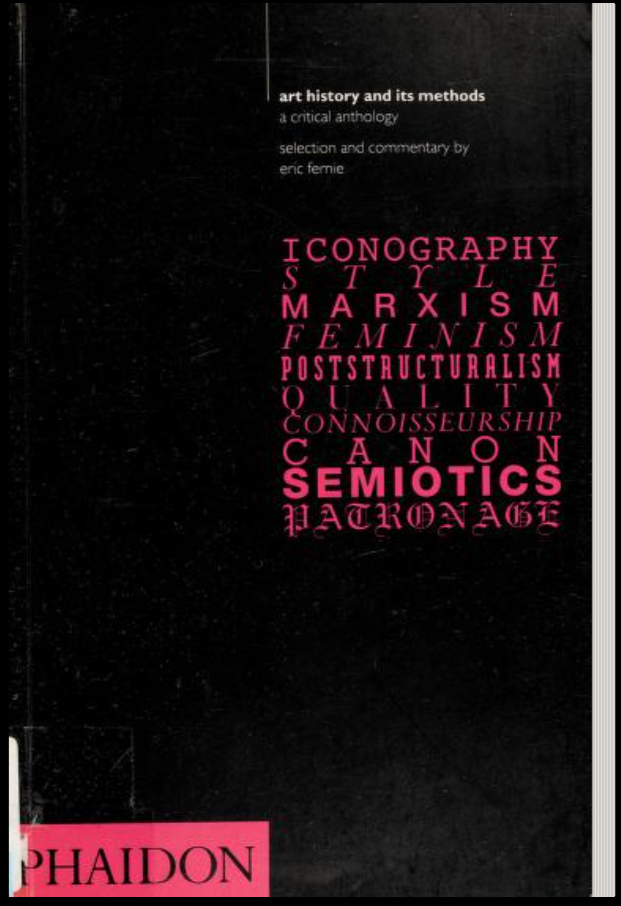 art history and its methods
a critical anthology
selection and commentary by
eric fernie
ICONOGRAPHY
STYLE
MARXISM
FEMINISM
POSTSTRUCTURALISM
QUALITY
CONNOISSEURSHIP
CANON
SEMIOTICS
PATRONAGE
PHAIDON